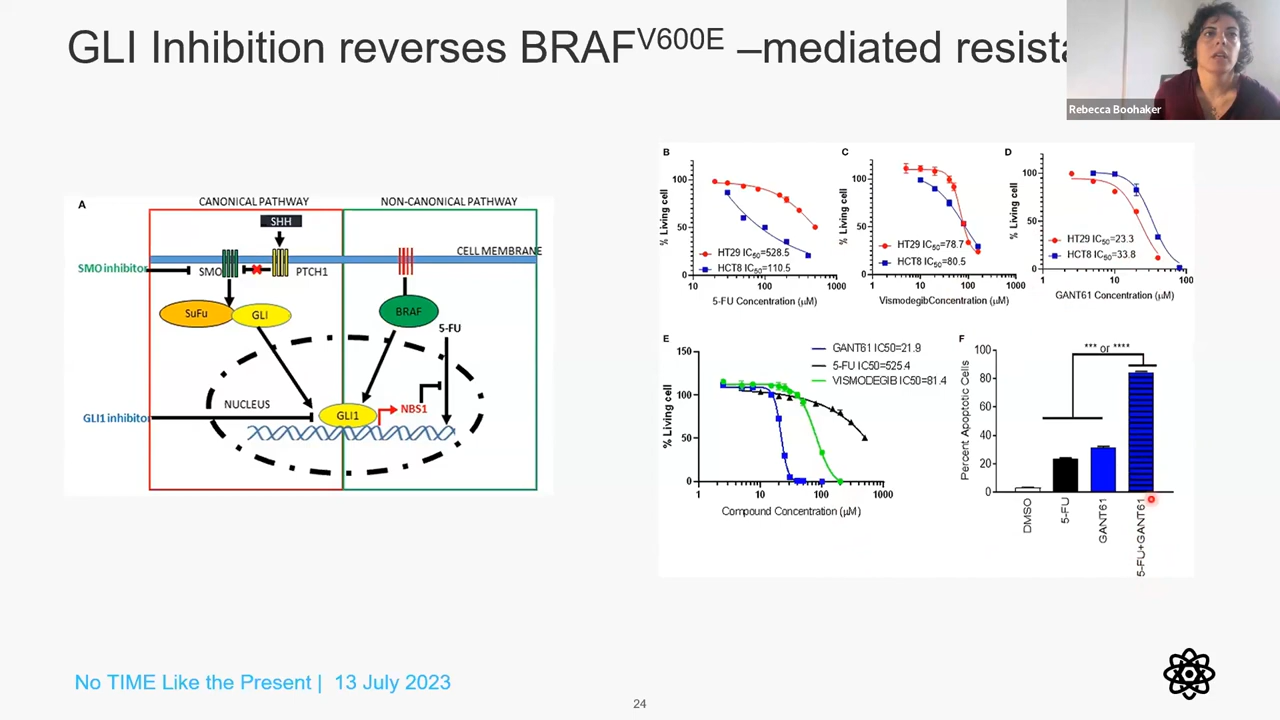 GLI Inhibition reverses BRAFV600E –mediated resista
Rebecca Boohaker
A
CANONICAL PATHWAY
NON-CANONICAL PATHWAY
SHH
CELL MEMBRANE
SMO inhibitor
SMO
PTCH1
SuFu
GLI
BRAF
5-FU
NUCLEUS
GLI1
NBS1
GLI1 inhibitor
B
% Living cell
100
50
0
HT29 IC50=528.5
HCT8 IC50=110.5
10
100
1000
5-FU Concentration (µM)
C
% Living cell
100
50
0
HT29 IC50=78.7
HCT8 IC50=80.5
1
10
100
1000
VismodegibConcentration (µM)
D
% Living cell
100
50
0
HT29 IC50=23.3
HCT8 IC50=33.8
1
10
100
GANT61 Concentration (µM)
E
% Living cell
150
100
50
0
GANT61 IC50=21.9
5-FU IC50=525.4
VISMODEGIB IC50=81.4
1
10
100
1000
Compound Concentration (µM)
F
Percent Apoptotic Cells
100
80
60
40
20
0
*** or ****
DMSO
5-FU
GANT61
5-FU+GANT61
No TIME Like the Present | 13 July 2023
24